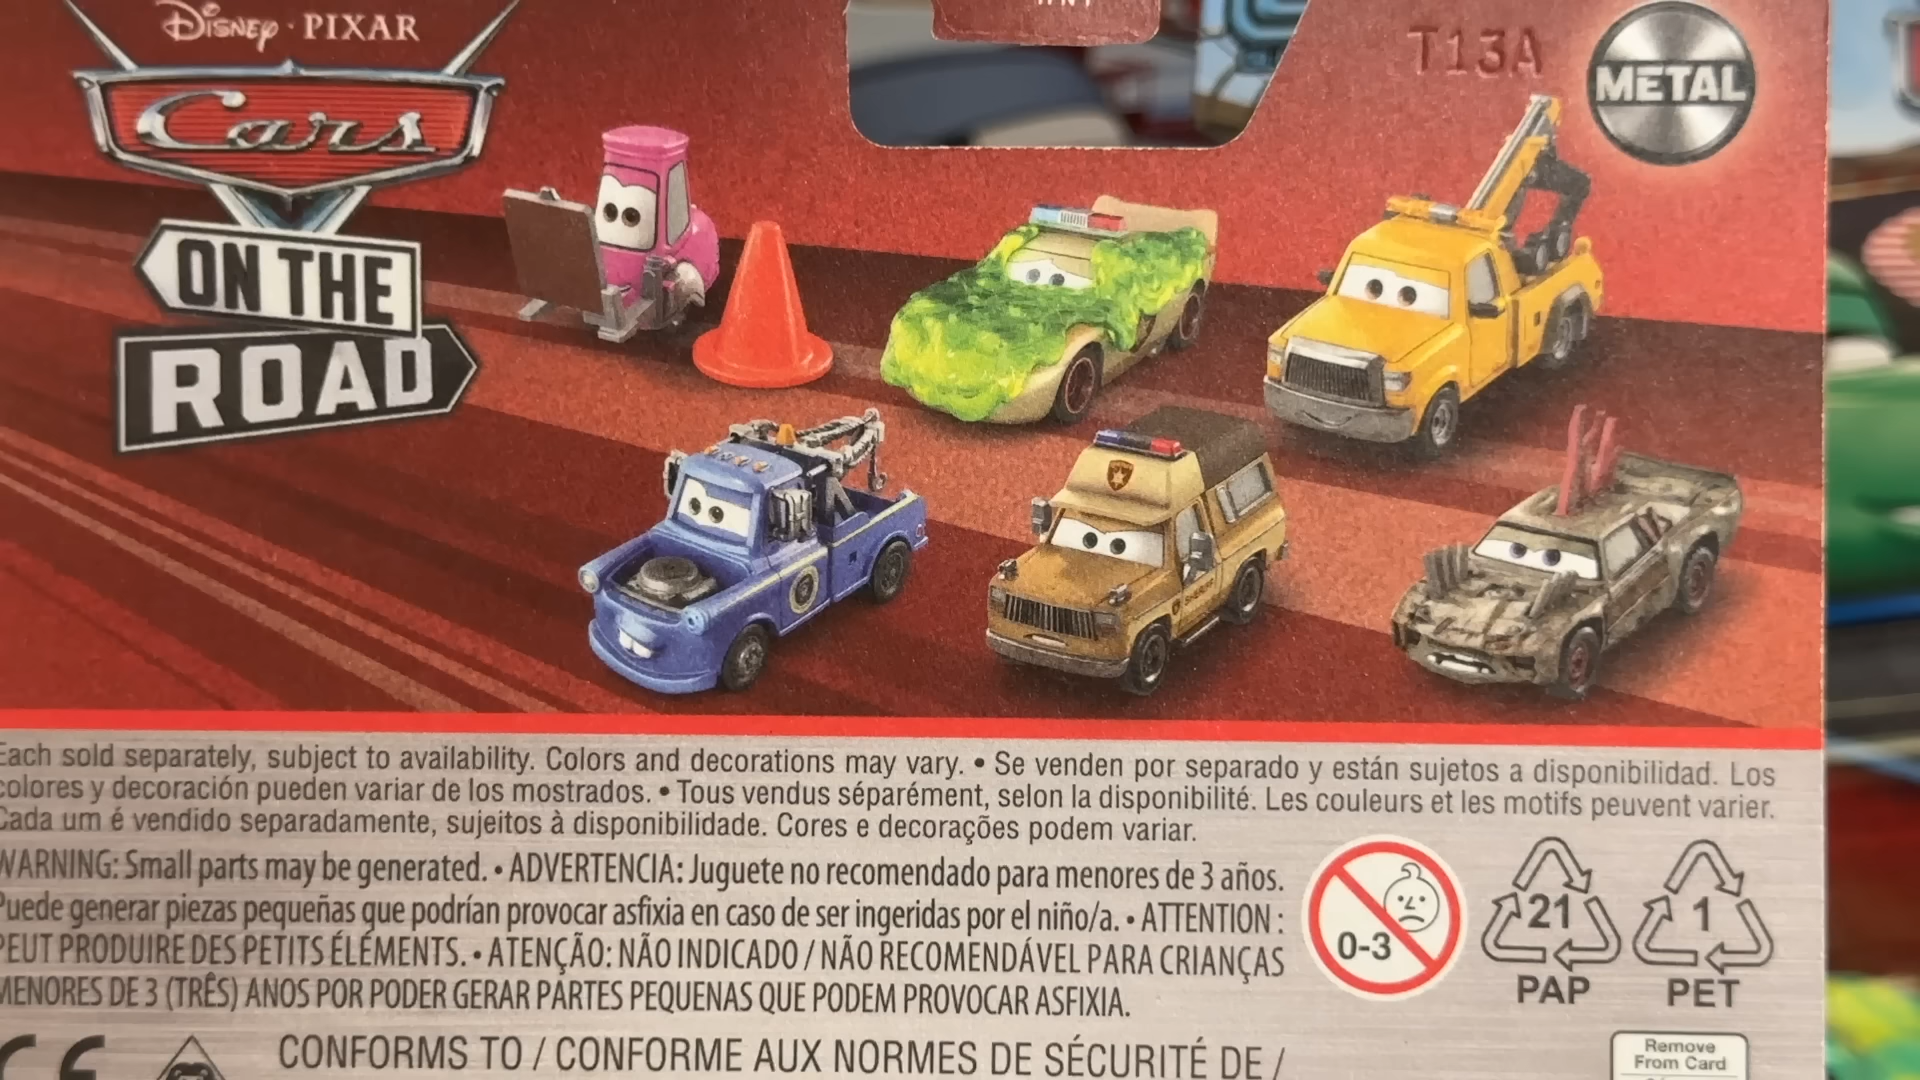 Disney · PIXAR
Cars
ON THE
ROAD
T13A
METAL
Each sold separately, subject to availability. Colors and decorations may vary. • Se venden por separado y están sujetos a disponibilidad. Los
colores y decoración pueden variar de los mostrados. • Tous vendus séparément, selon la disponibilité. Les couleurs et les motifs peuvent varier.
Cada um é vendido separadamente, sujeitos à disponibilidade. Cores e decorações podem variar.
WARNING: Small parts may be generated. • ADVERTENCIA: Juguete no recomendado para menores de 3 años.
Puede generar piezas pequeñas que podrían provocar asfixia en caso de ser ingeridas por el niño/a. • ATTENTION :
PEUT PRODUIRE DES PETITS ÉLÉMENTS. • ATENÇÃO: NÃO INDICADO / NÃO RECOMENDÁVEL PARA CRIANÇAS
MENORES DE 3 (TRÊS) ANOS POR PODER GERAR PARTES PEQUENAS QUE PODEM PROVOCAR ASFIXIA.
0-3
21
PAP
1
PET
CE
CONFORMS TO / CONFORME AUX NORMES DE SÉCURITÉ DE /
Remove
From Card